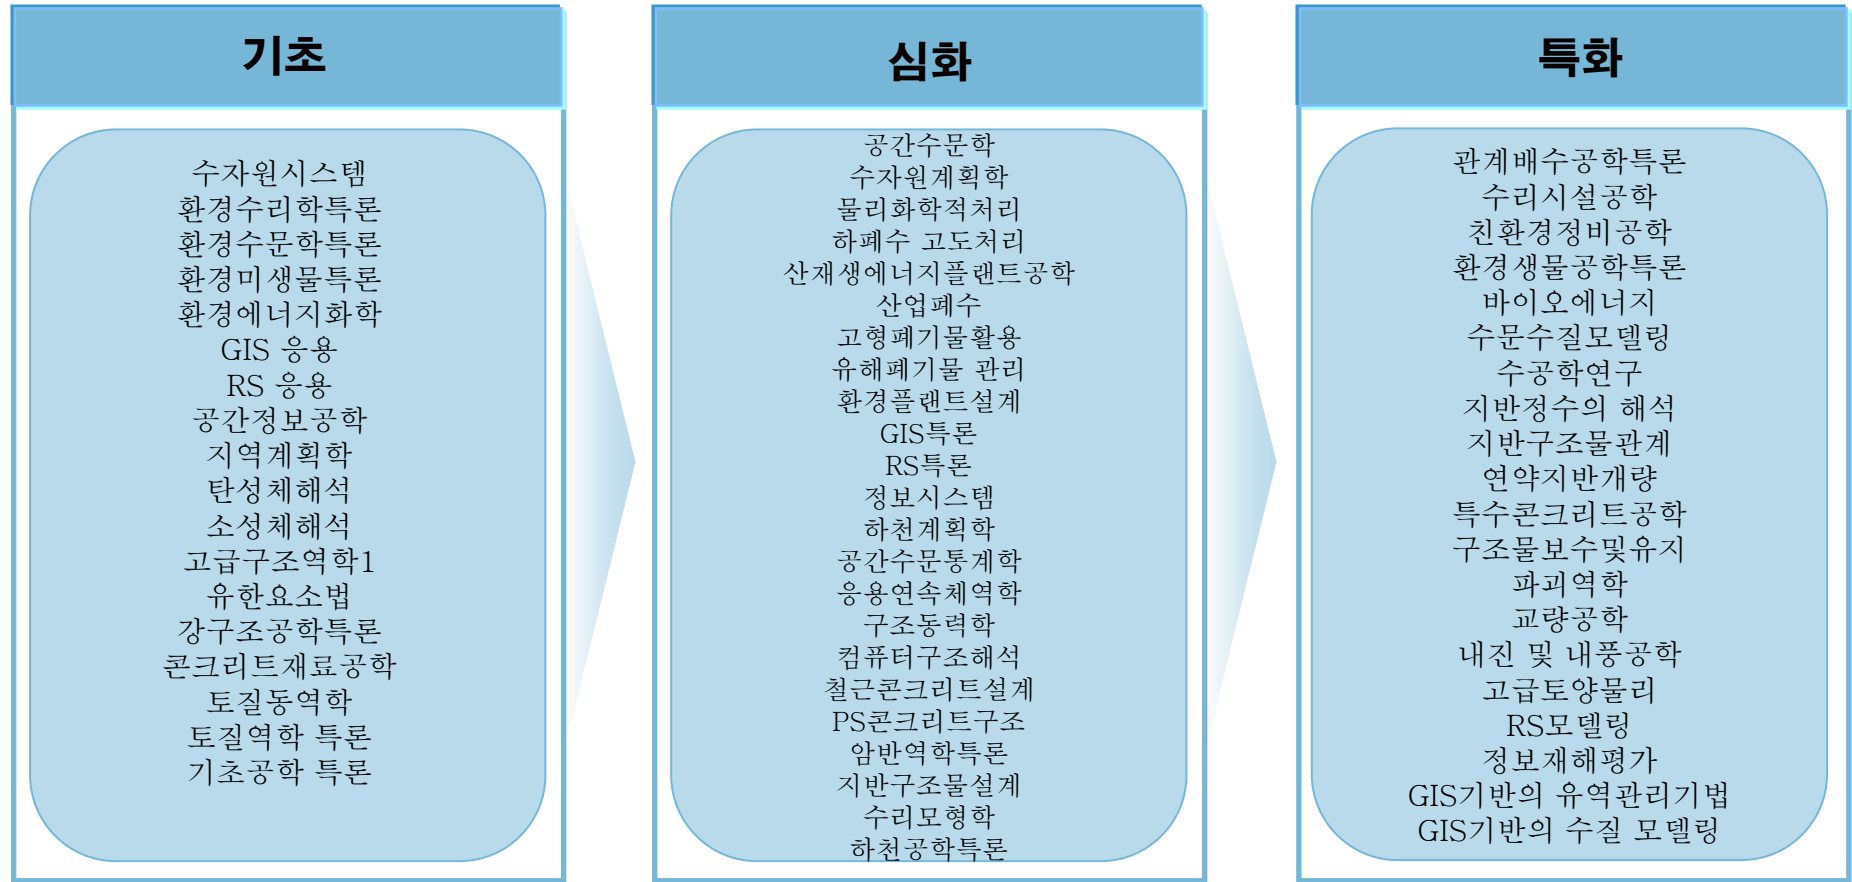 기초
수자원시스템
환경수리학특론
환경수문학특론
환경미생물특론
환경에너지화학
GIS 응용
RS 응용
공간정보공학
지역계획학
탄성체해석
소성체해석
고급구조역학1
유한요소법
강구조공학특론
콘크리트재료공학
토질동역학
토질역학 특론
기초공학 특론
심화
공간수문학
수자원계획학
물리화학적처리
하폐수 고도처리
산재생에너지플랜트공학
산업폐수
고형폐기물활용
유해폐기물 관리
환경플랜트설계
GIS특론
RS특론
정보시스템
하천계획학
공간수문통계학
응용연속체역학
구조동력학
컴퓨터구조해석
철근콘크리트설계
PS콘크리트구조
암반역학특론
지반구조물설계
수리모형학
하천공학특론
특화
관계배수공학특론
수리시설공학
친환경정비공학
환경생물공학특론
바이오에너지
수문수질모델링
수공학연구
지반정수의 해석
지반구조물관계
연약지반개량
특수콘크리트공학
구조물보수및유지
파괴역학
교량공학
내진 및 내풍공학
고급토양물리
RS모델링
정보재해평가
GIS기반의 유역관리기법
GIS기반의 수질 모델링